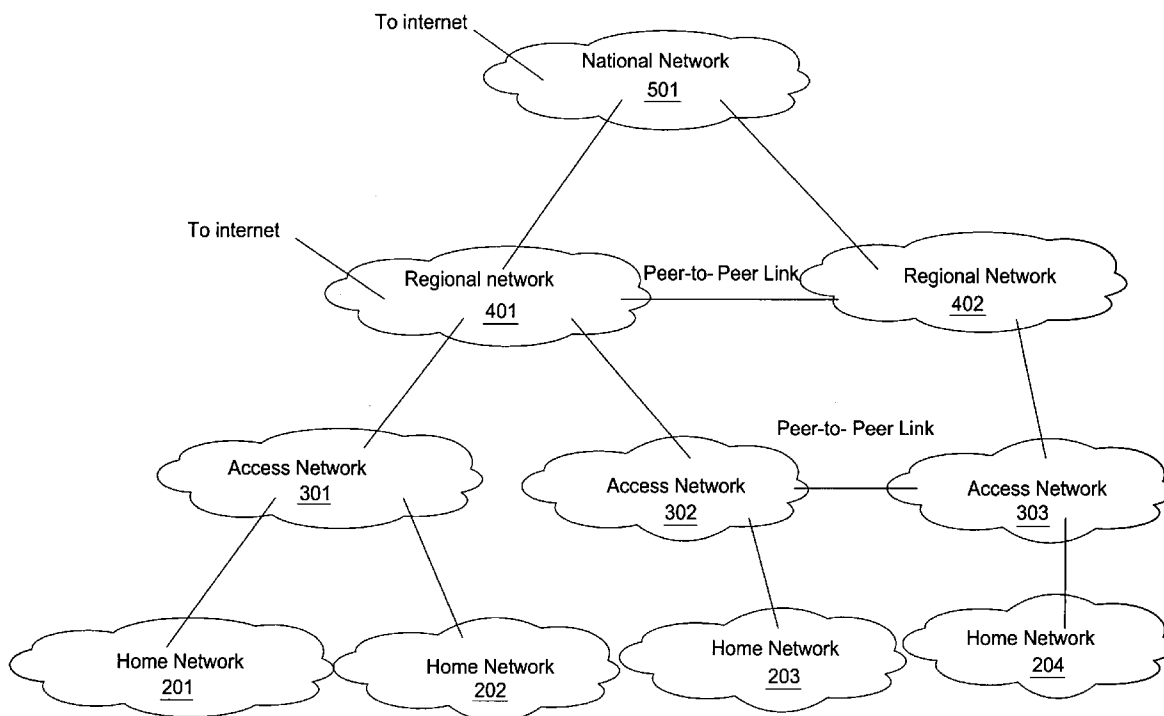 To internet
National Network
501
To internet
Regional network
401
Peer-to- Peer Link
Regional Network
402
Peer-to- Peer Link
Access Network
301
Access Network
302
Access Network
303
Home Network
201
Home Network
202
Home Network
203
Home Network
204